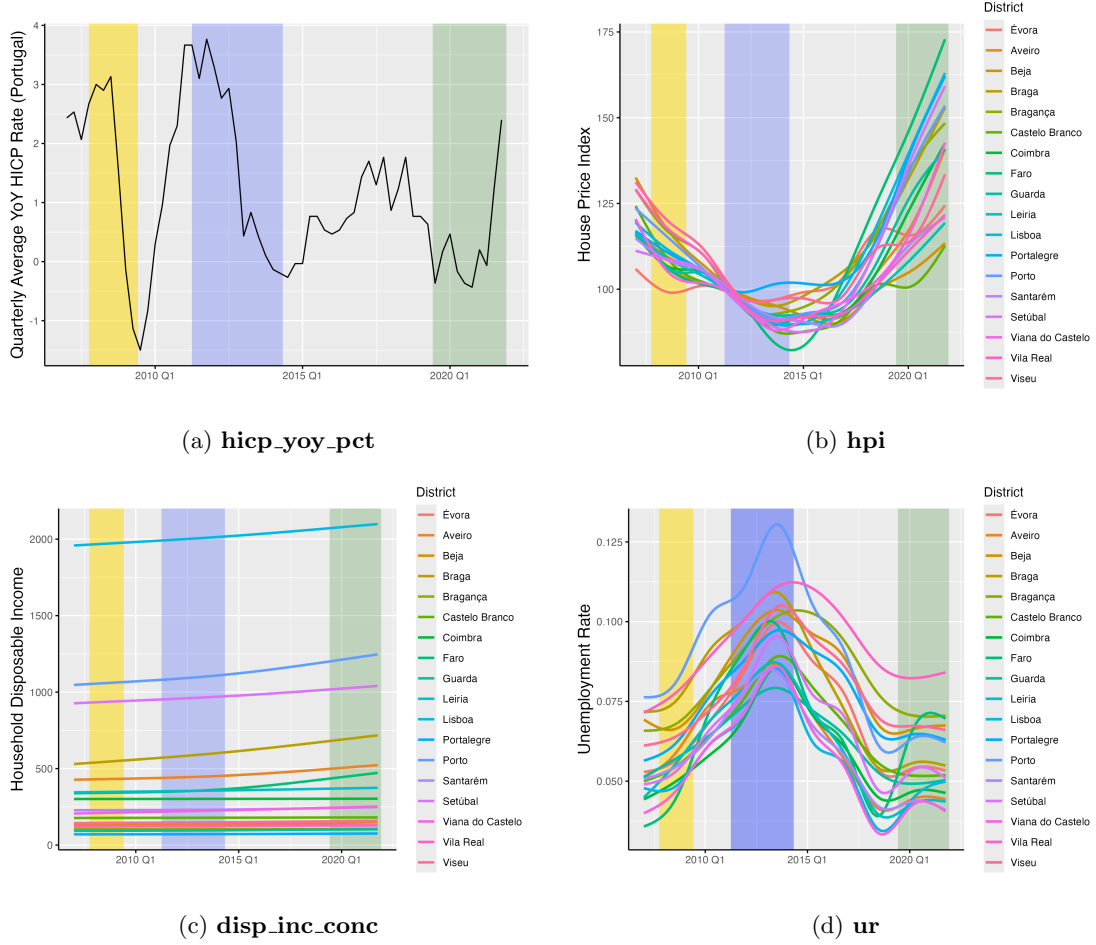 Quarterly Average YoY HICP Rate (Portugal)
4
3
2
1
0
-1
2010 Q1 2015 Q1 2020 Q1
(a) hicp_yoy_pct
House Price Index
175
150
125
100
2010 Q1 2015 Q1 2020 Q1
District
Évora
Aveiro
Beja
Braga
Bragança
Castelo Branco
Coimbra
Faro
Guarda
Leiria
Lisboa
Portalegre
Porto
Santarém
Setúbal
Viana do Castelo
Vila Real
Viseu
(b) hpi
Household Disposable Income
2000
1500
1000
500
0
2010 Q1 2015 Q1 2020 Q1
District
Évora
Aveiro
Beja
Braga
Bragança
Castelo Branco
Coimbra
Faro
Guarda
Leiria
Lisboa
Portalegre
Porto
Santarém
Setúbal
Viana do Castelo
Vila Real
Viseu
(c) disp_inc_conc
Unemployment Rate
0.125
0.100
0.075
0.050
2010 Q1 2015 Q1 2020 Q1
District
Évora
Aveiro
Beja
Braga
Bragança
Castelo Branco
Coimbra
Faro
Guarda
Leiria
Lisboa
Portalegre
Porto
Santarém
Setúbal
Viana do Castelo
Vila Real
Viseu
(d) ur